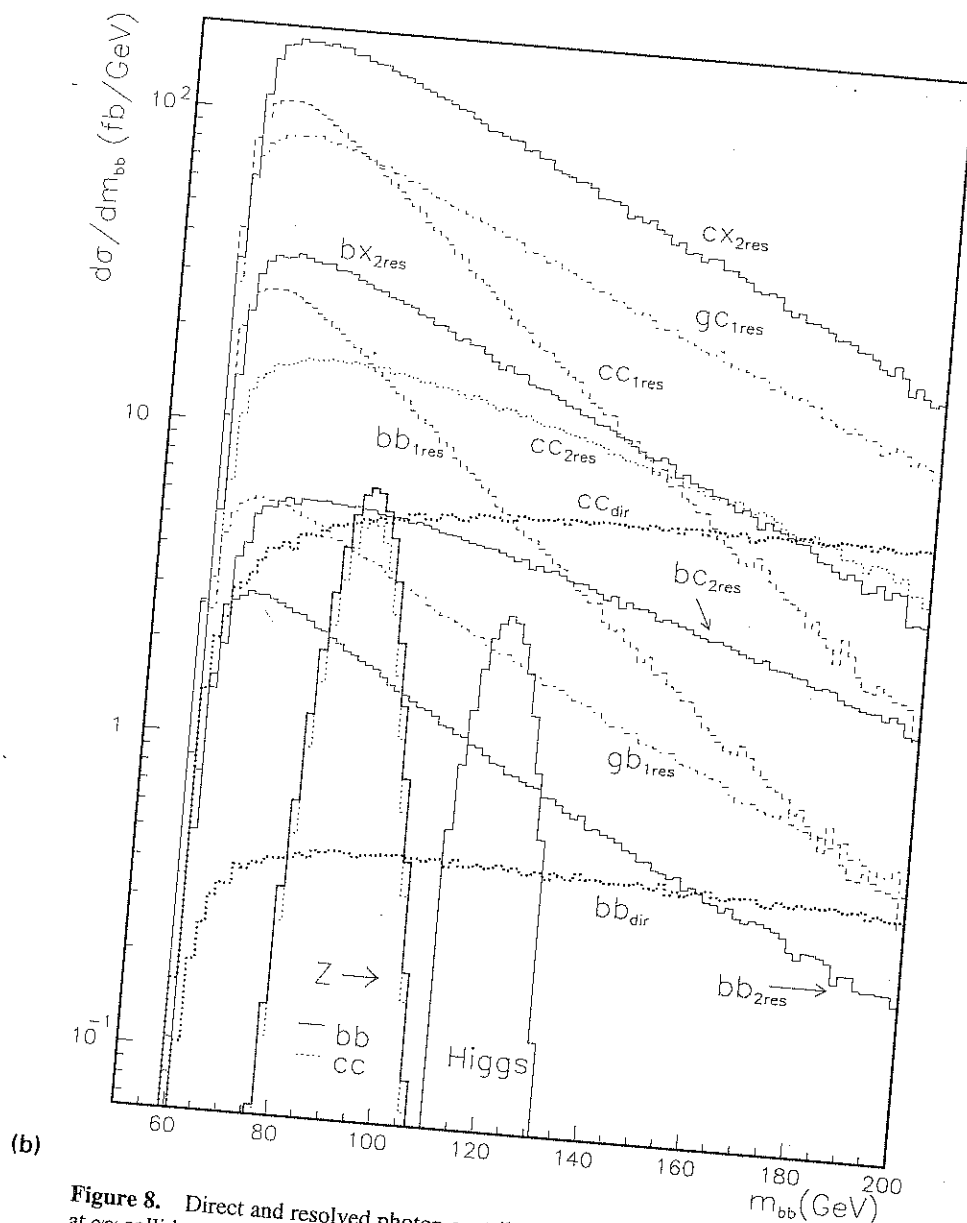 dσ/dm_bb (fb/GeV)
10²
10
1
10⁻¹
cx_2res
bx_2res
gc_1res
cc_1res
bb_1res
cc_2res
cc_dir
bc_2res
gb_1res
bb_dir
bb_2res
Z →
— bb
···· cc
Higgs
60 80 100 120 140 160 180 200
m_bb(GeV)
(b)
Figure 8. Direct and resolved photon